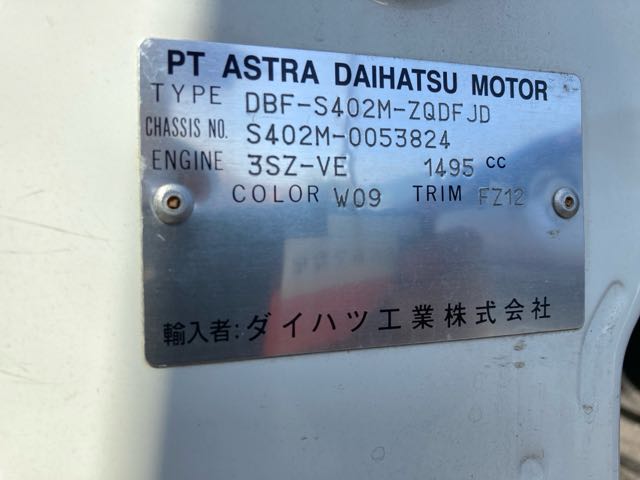 PT ASTRA DAIHATSU MOTOR
TYPE DBF-S402M-ZQDFJD
CHASSIS NO. S402M-0053824
ENGINE 3SZ-VE 1495 cc
COLOR W09 TRIM FZ12
輸入者:ダイハツ工業株式会社